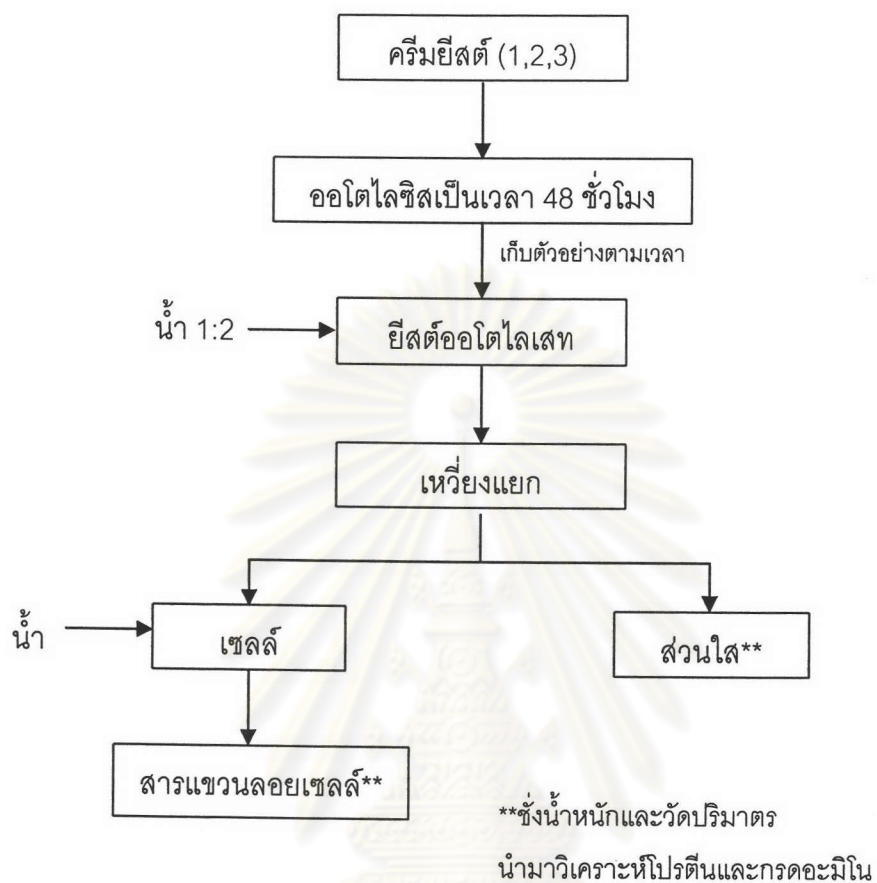 ครีมยีสต์ (1,2,3)
ออโตไลซิสเป็นเวลา 48 ชั่วโมง
เก็บตัวอย่างตามเวลา
น้ำ 1:2
ยีสต์ออโตไลเสท
เหวี่ยงแยก
น้ำ
เซลล์
ส่วนใส**
สารแขวนลอยเซลล์**
**ชั่งน้ำหนักและวัดปริมาตร
นำมาวิเคราะห์โปรตีนและกรดอะมิโน